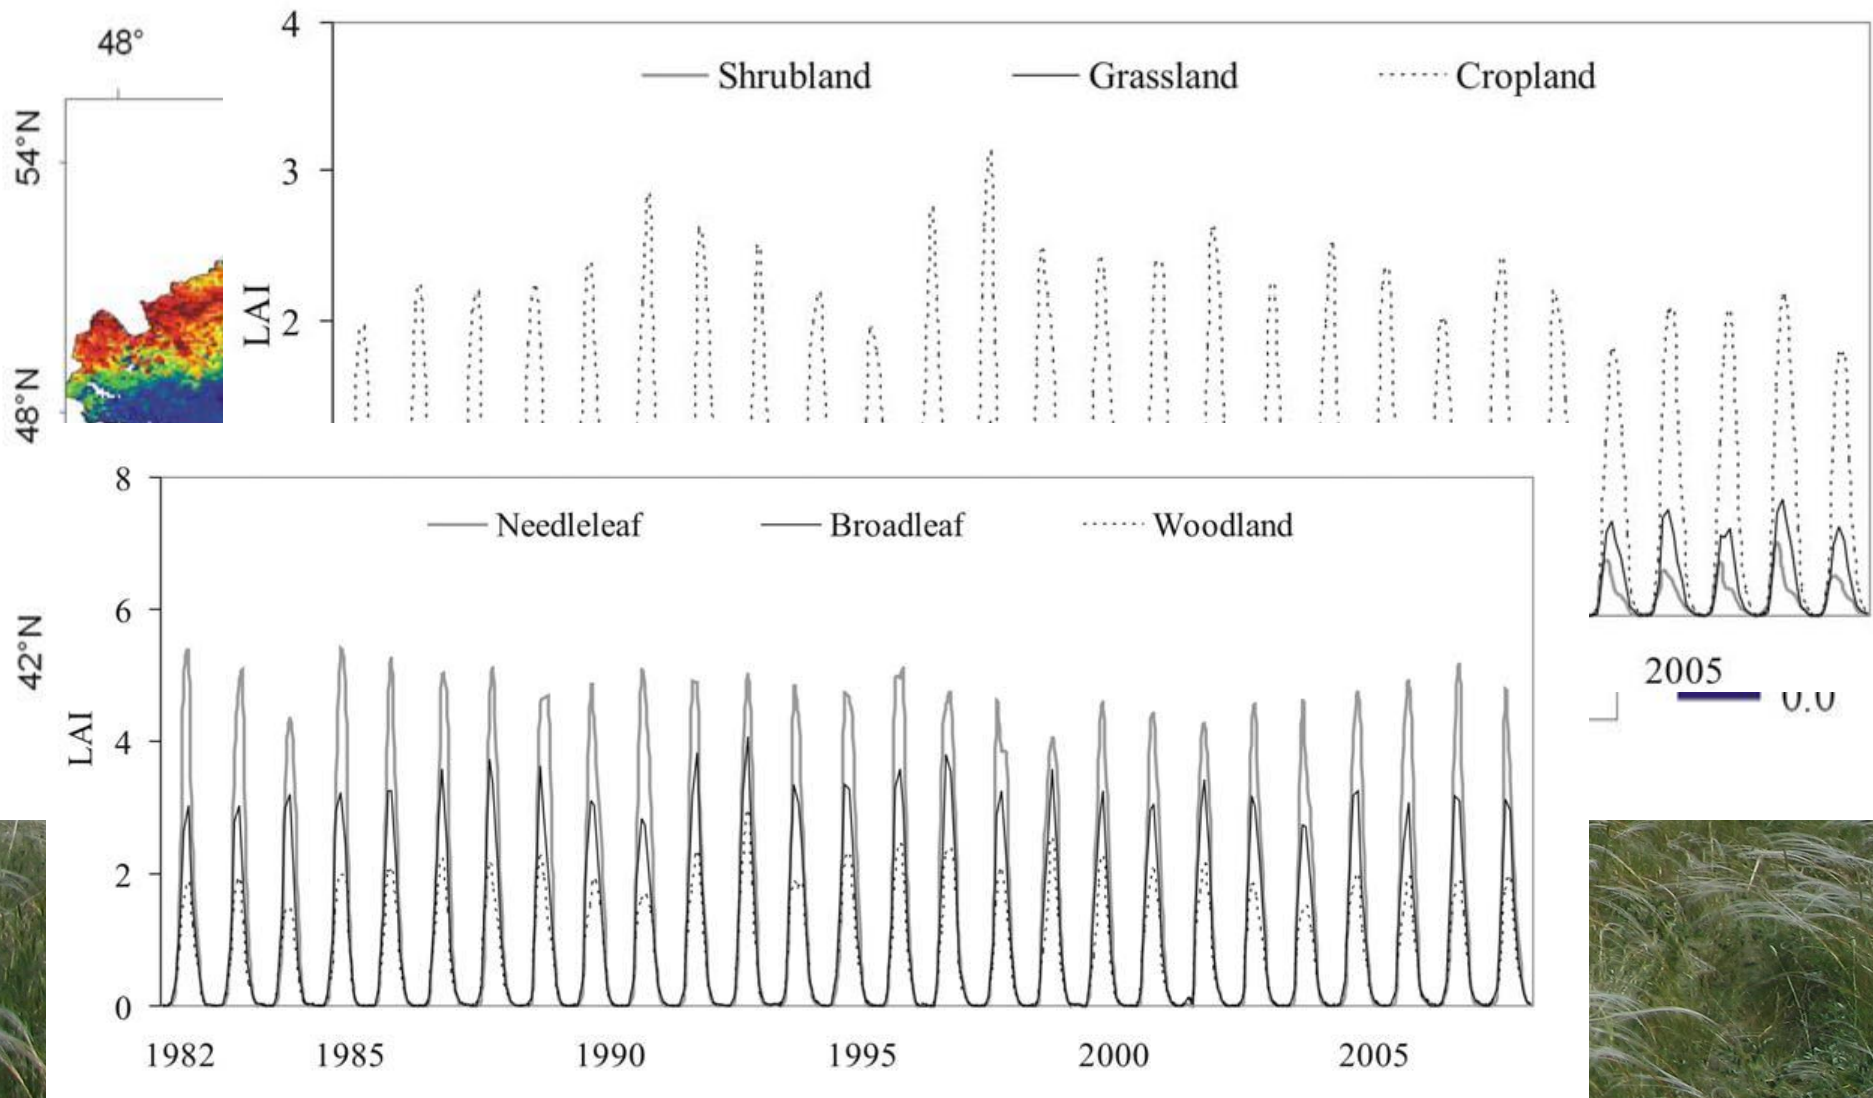 48°
54°N
48°N
42°N
4
3
2
LAI
Shrubland Grassland Cropland
2005
0.0
8
6
4
2
0
LAI
Needleleaf Broadleaf Woodland
1982 1985 1990 1995 2000 2005